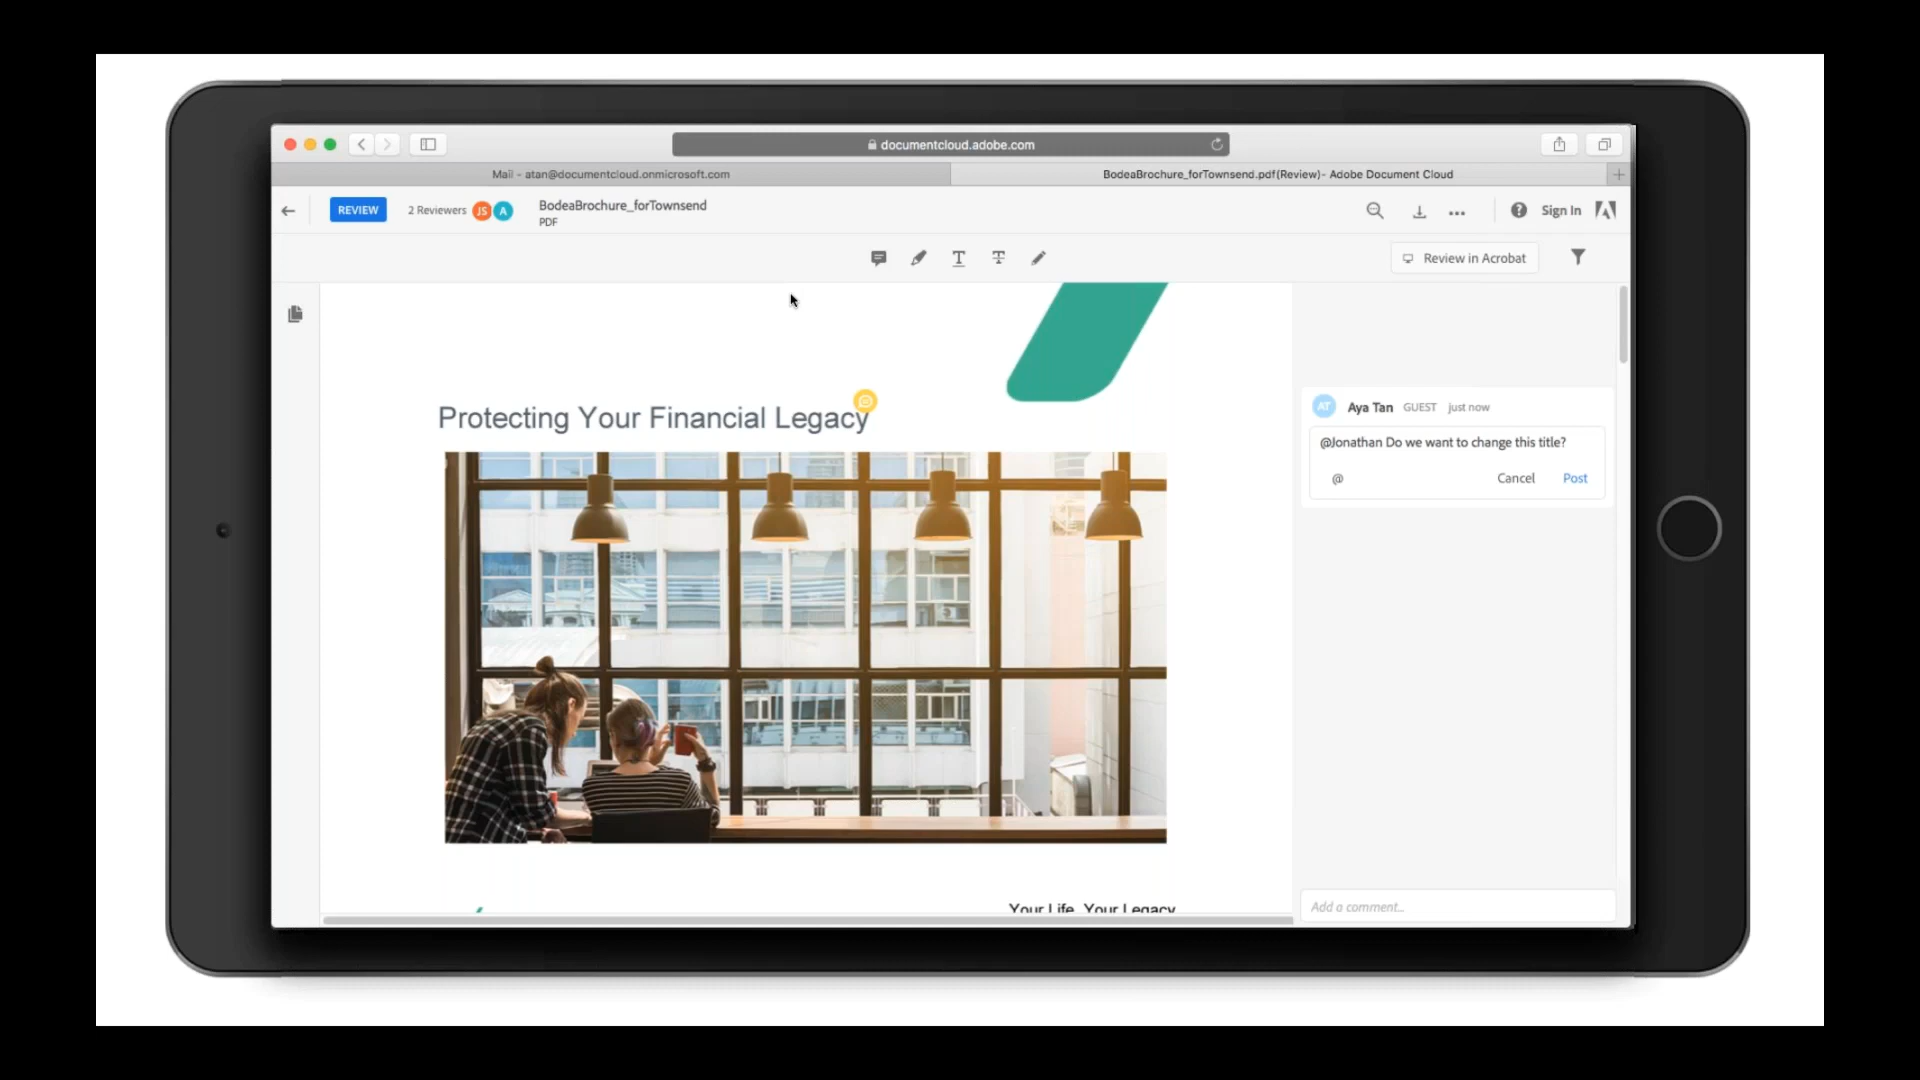 documentcloud.adobe.com
Mail - atan@documentcloud.onmicrosoft.com
BodeaBrochure_forTownsend.pdf(Review)- Adobe Document Cloud
REVIEW
2 Reviewers
JS
A
BodeaBrochure_forTownsend
PDF
Sign In
Review in Acrobat
Protecting Your Financial Legacy
AT
Aya Tan GUEST just now
@Jonathan Do we want to change this title?
@
Cancel
Post
Your Life, Your Legacy
Add a comment...